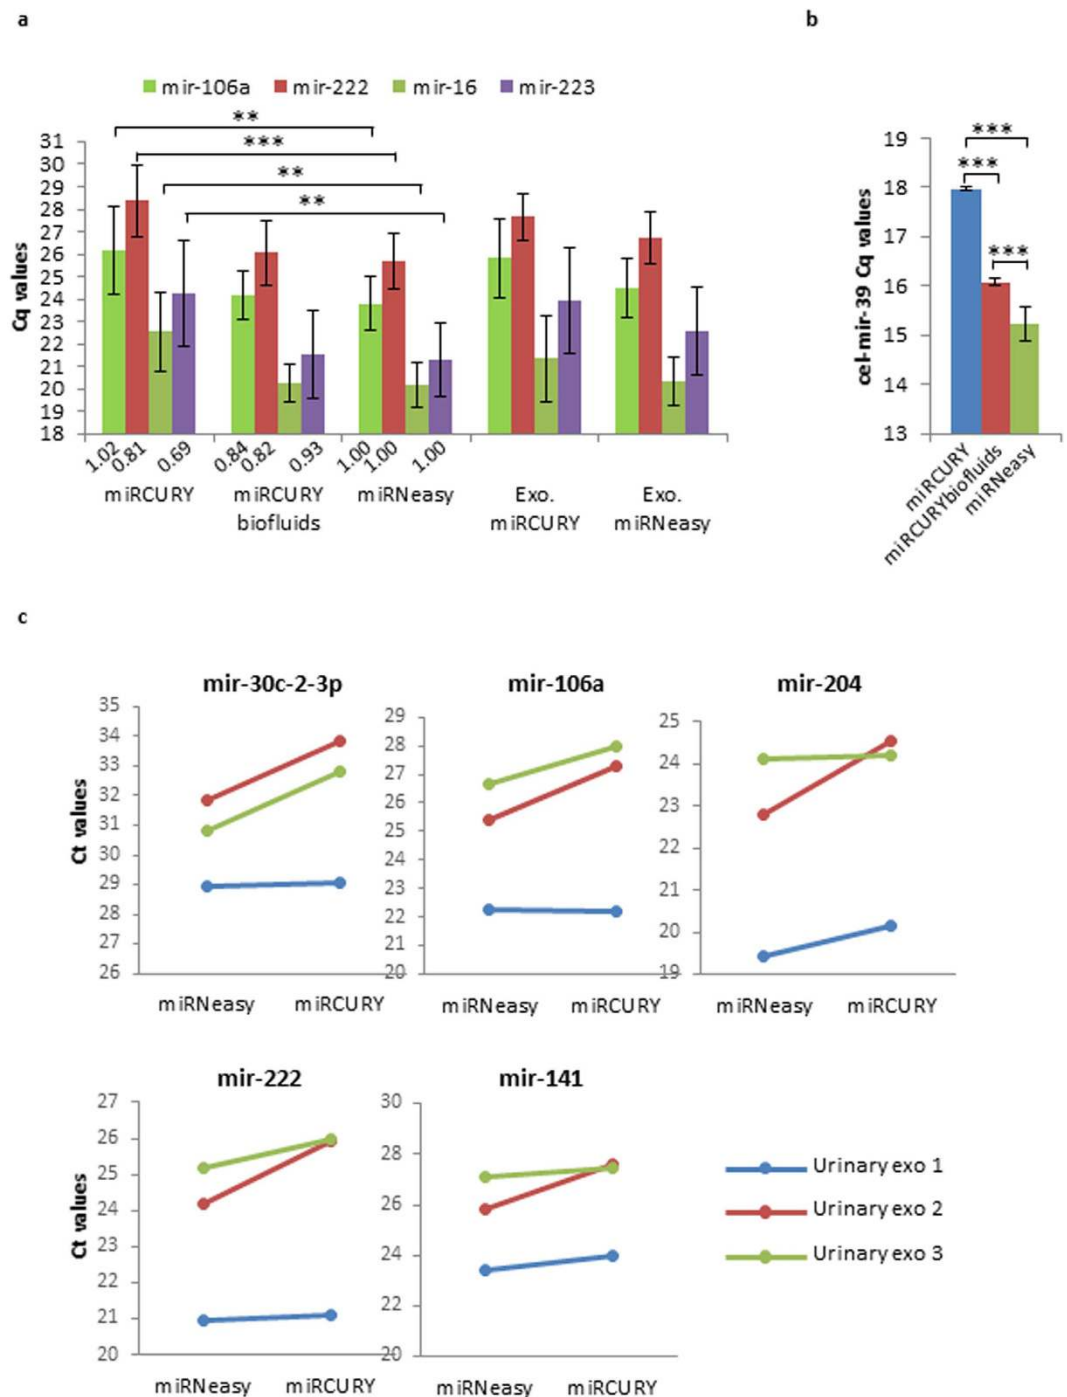 a
b
mir-106a mir-222 mir-16 mir-223
**
***
**
**
Cq values
31
30
29
28
27
26
25
24
23
22
21
20
19
18
1.02 0.81 0.69 0.84 0.82 0.93 1.00 1.00 1.00
miRCURY
miRCURY
biofluids
miRNeasy
Exo.
miRCURY
Exo.
miRNeasy
cel-mir-39 Cq values
19
18
17
16
15
14
13
***
***
***
miRCURY
miRCURYbiofluids
miRNeasy
c
mir-30c-2-3p
Ct values
35
34
33
32
31
30
29
28
27
26
miRNeasy miRCURY
mir-106a
29
28
27
26
25
24
23
22
21
20
miRNeasy miRCURY
mir-204
25
24
23
22
21
20
19
miRNeasy miRCURY
mir-222
Ct values
27
26
25
24
23
22
21
20
miRNeasy miRCURY
mir-141
30
28
26
24
22
20
miRNeasy miRCURY
Urinary exo 1
Urinary exo 2
Urinary exo 3